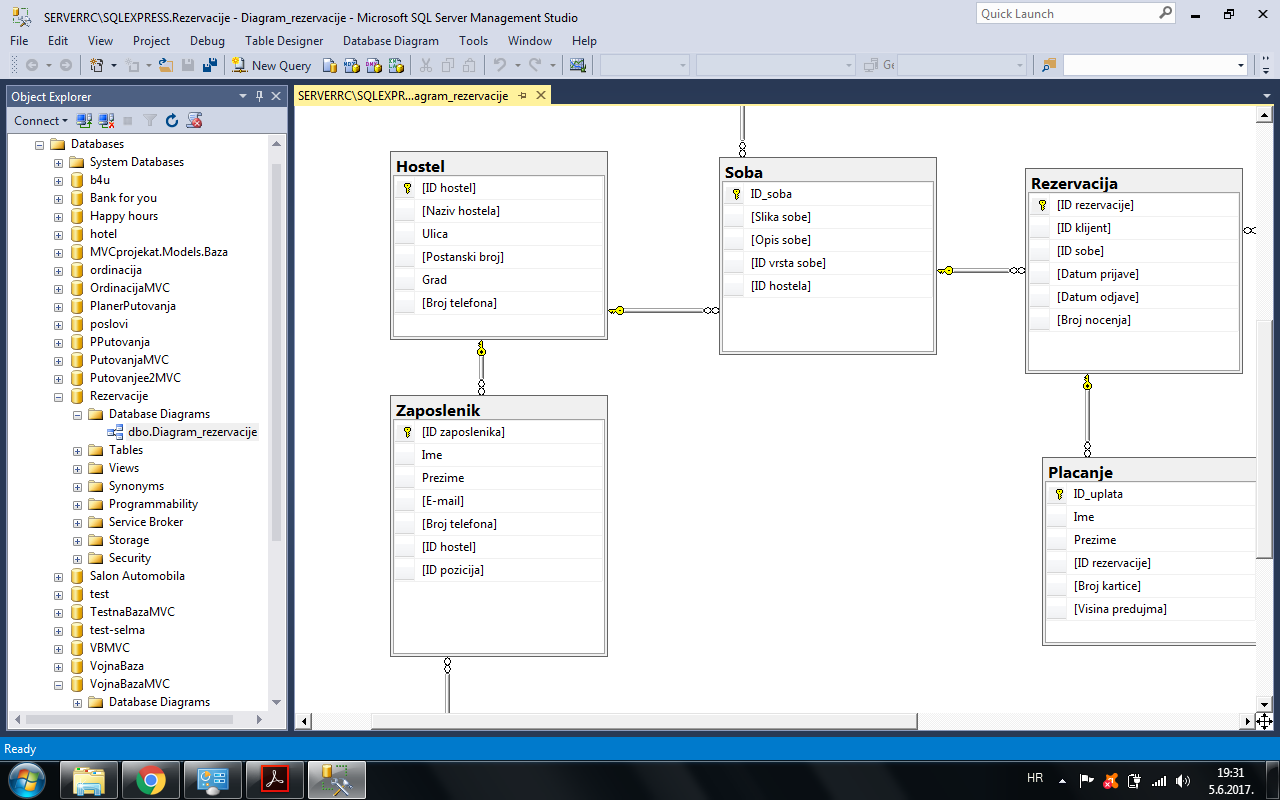 SERVERRC\SQLEXPRESS.Rezervacije - Diagram_rezervacije - Microsoft SQL Server Management Studio
Quick Launch
File Edit View Project Debug Table Designer Database Diagram Tools Window Help
New Query
Ge
Object Explorer
Connect
Databases
System Databases
b4u
Bank for you
Happy hours
hotel
MVCprojekat.Models.Baza
ordinacija
OrdinacijaMVC
PlanerPutovanja
poslovi
PPutovanja
PutovanjaMVC
Putovanjee2MVC
Rezervacije
Database Diagrams
dbo.Diagram_rezervacije
Tables
Views
Synonyms
Programmability
Service Broker
Storage
Security
Salon Automobila
test
TestnaBazaMVC
test-selma
VBMVC
VojnaBaza
VojnaBazaMVC
Database Diagrams
SERVERRC\SQLEXPR...agram_rezervacije
Hostel
[ID hostel]
[Naziv hostela]
Ulica
[Postanski broj]
Grad
[Broj telefona]
Soba
ID_soba
[Slika sobe]
[Opis sobe]
[ID vrsta sobe]
[ID hostela]
Rezervacija
[ID rezervacije]
[ID klijent]
[ID sobe]
[Datum prijave]
[Datum odjave]
[Broj nocenja]
Zaposlenik
[ID zaposlenika]
Ime
Prezime
[E-mail]
[Broj telefona]
[ID hostel]
[ID pozicija]
Placanje
ID_uplata
Ime
Prezime
[ID rezervacije]
[Broj kartice]
[Visina predujma]
Ready
HR
19:31
5.6.2017.